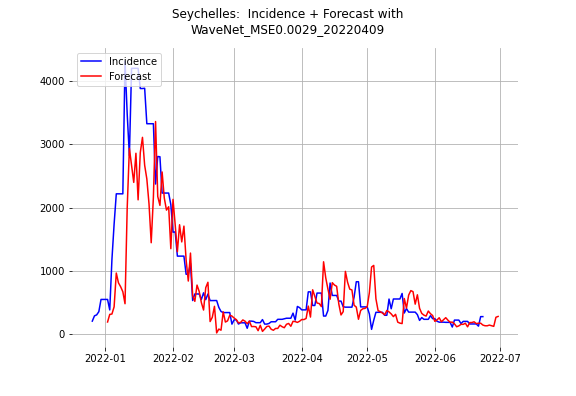 Seychelles:  Incidence + Forecast with
WaveNet_MSE0.0029_20220409
Incidence
Forecast
4000
3000
2000
1000
0
2022-01 2022-02 2022-03 2022-04 2022-05 2022-06 2022-07